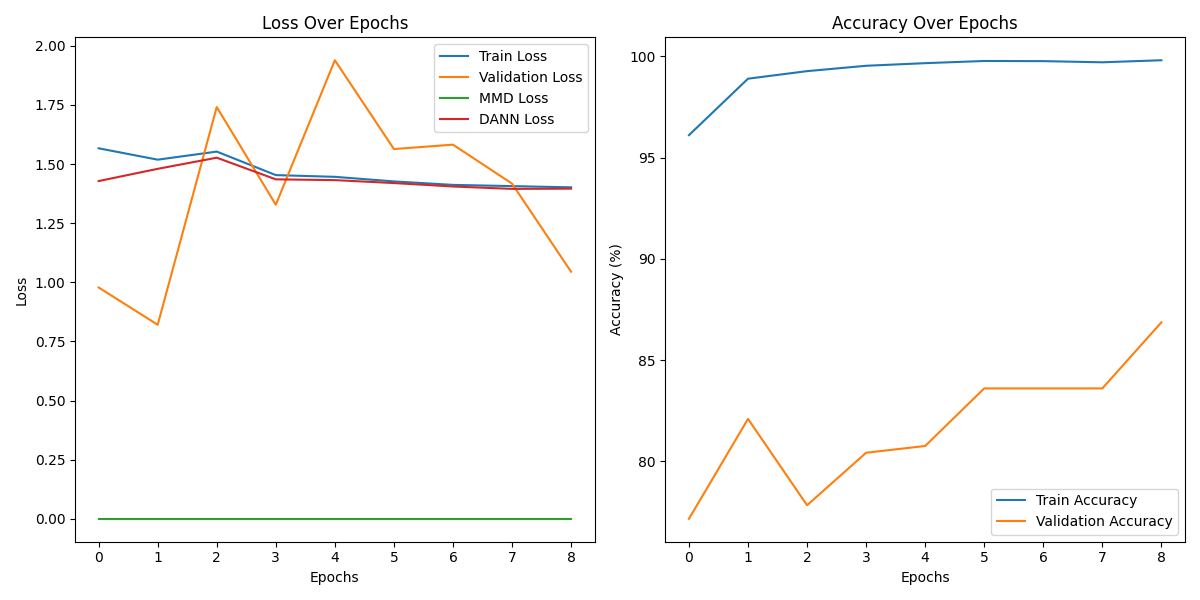 Loss Over Epochs
2.00
1.75
1.50
1.25
1.00
0.75
0.50
0.25
0.00
Loss
Train Loss
Validation Loss
MMD Loss
DANN Loss
0 1 2 3 4 5 6 7 8
Epochs
Accuracy Over Epochs
100
95
90
85
80
Accuracy (%)
Train Accuracy
Validation Accuracy
0 1 2 3 4 5 6 7 8
Epochs